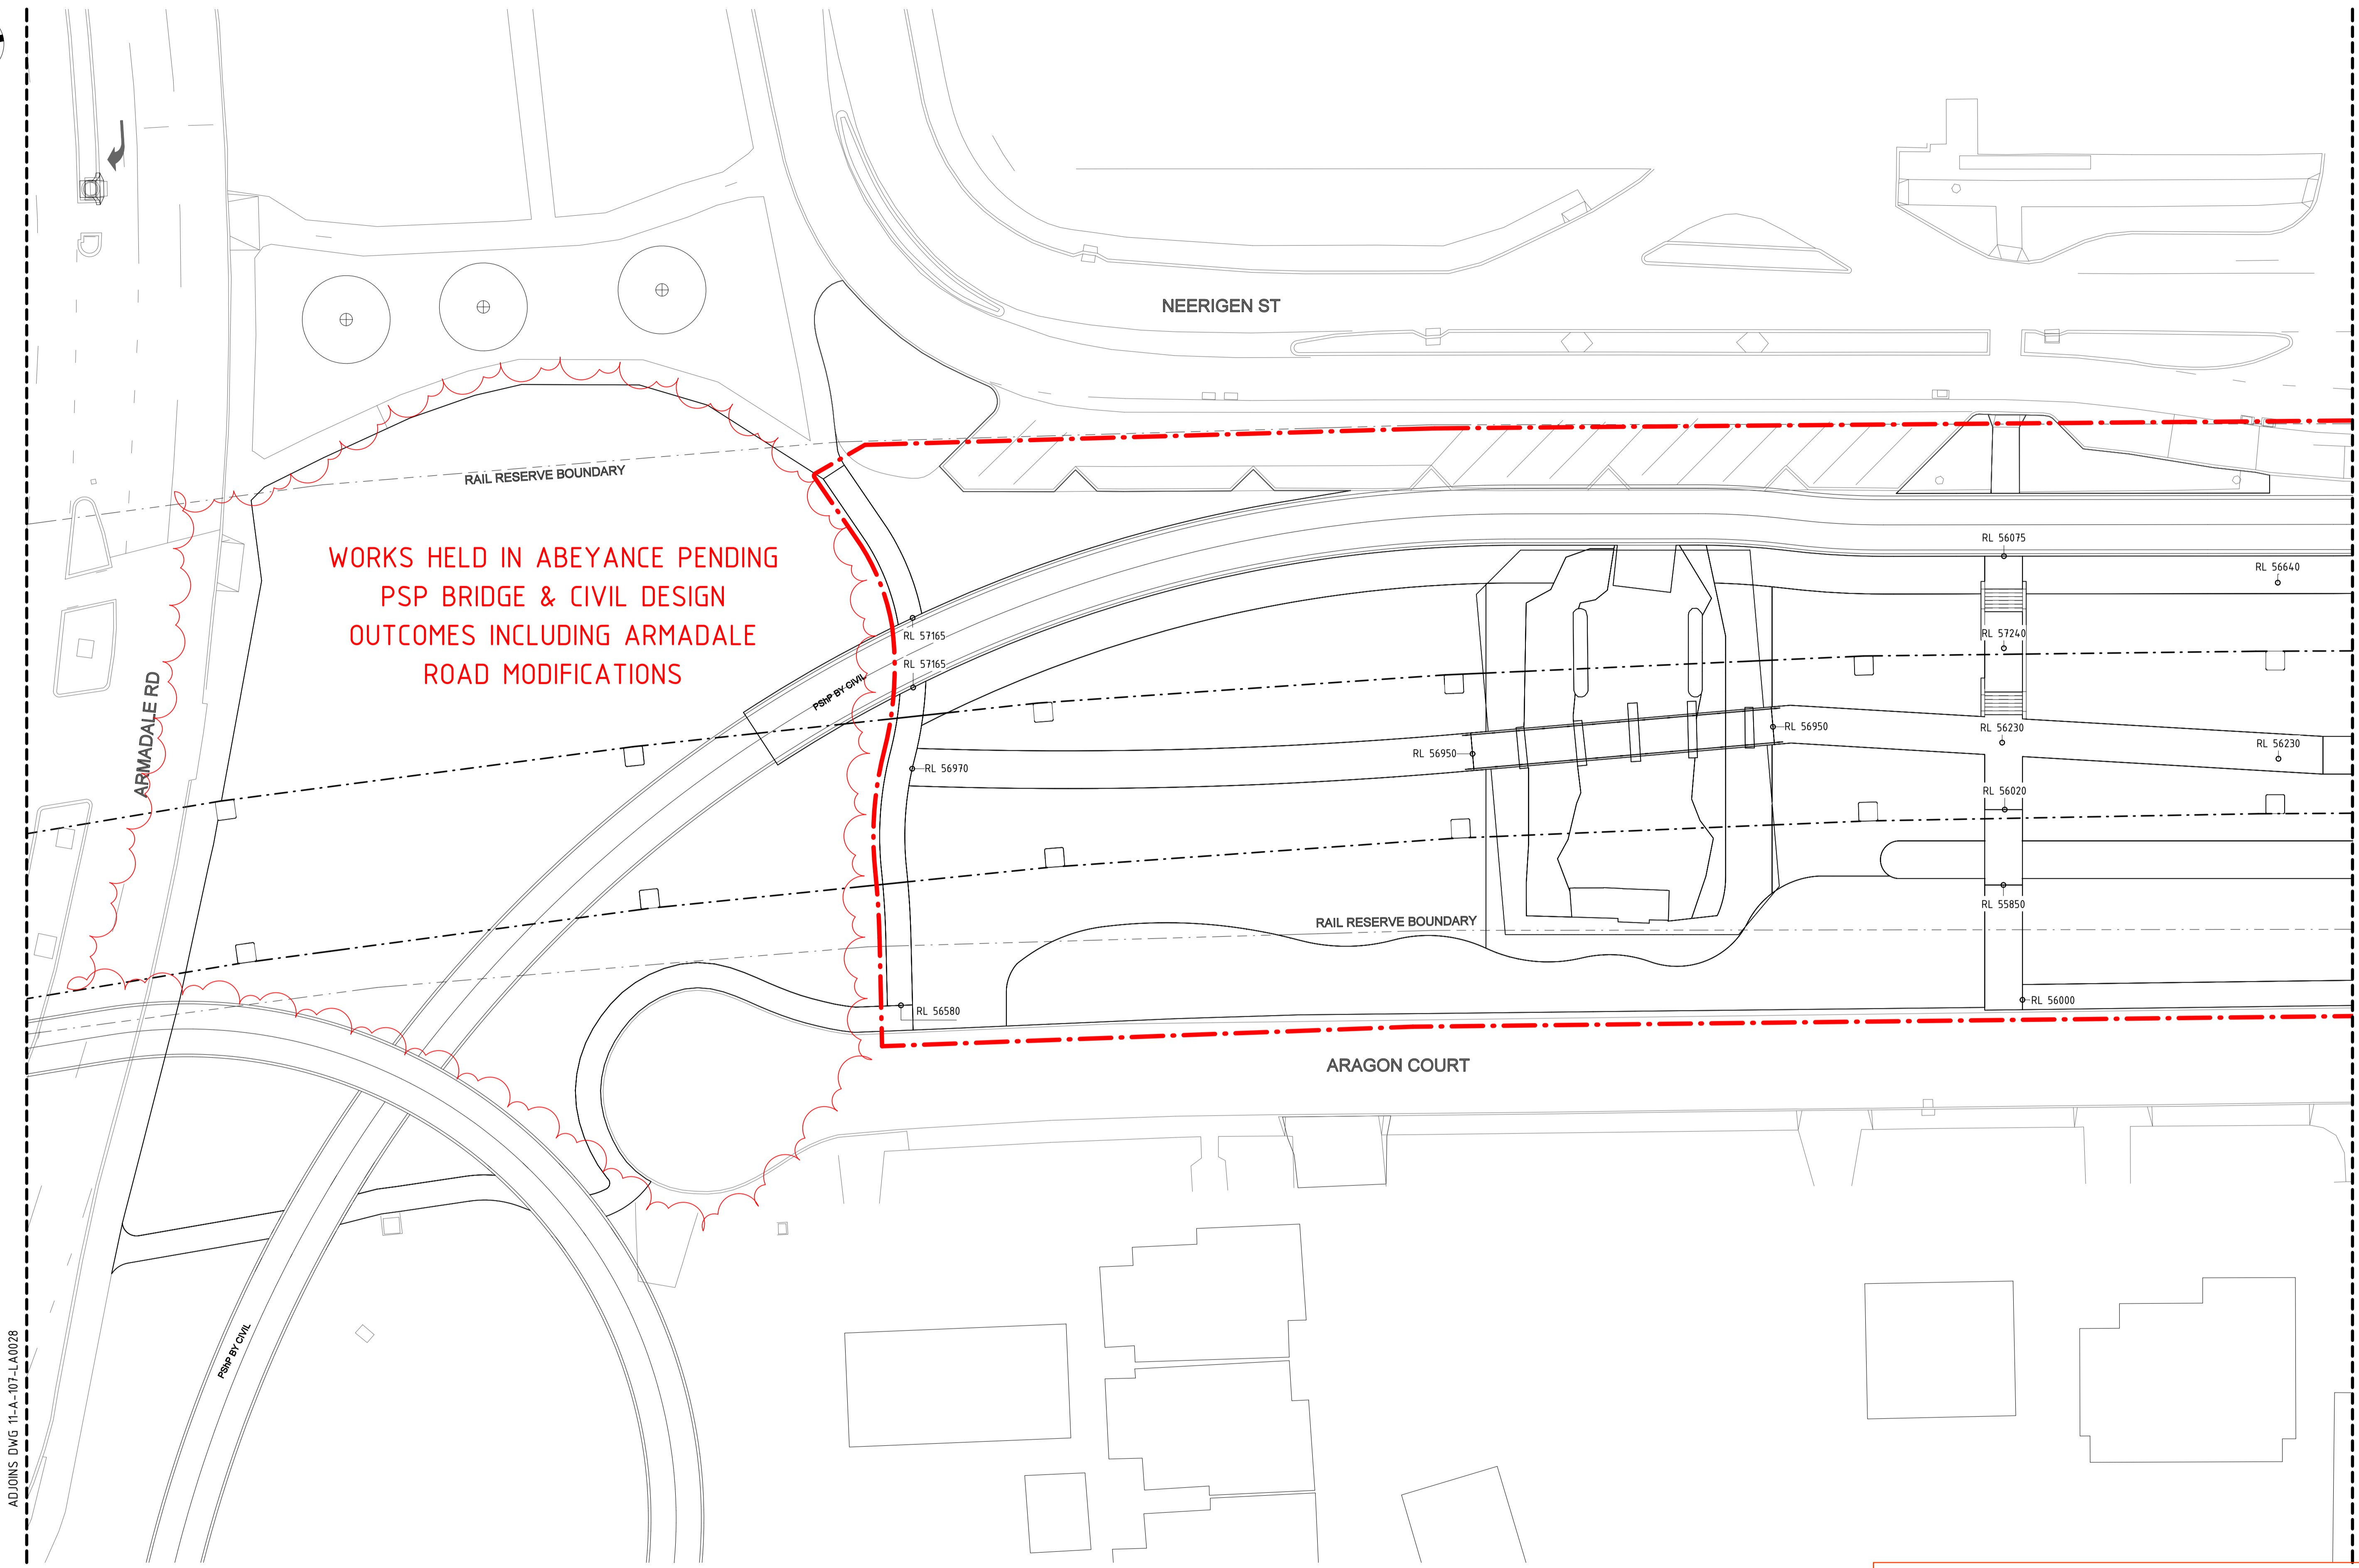 NEERIGEN ST
RAIL RESERVE BOUNDARY
WORKS HELD IN ABEYANCE PENDING
PSP BRIDGE & CIVIL DESIGN
OUTCOMES INCLUDING ARMADALE
ROAD MODIFICATIONS
RL 56075
RL 56640
RL 57165
RL 57240
RL 57165
PShP BY CIVIL
ARMADALE RD
RL 56950
RL 56950
RL 56230
RL 56230
RL 56970
RL 56020
RL 55850
RAIL RESERVE BOUNDARY
RL 56000
RL 56580
ARAGON COURT
PShP BY CIVIL
ADJOINS DWG 11-A-107-LA0028